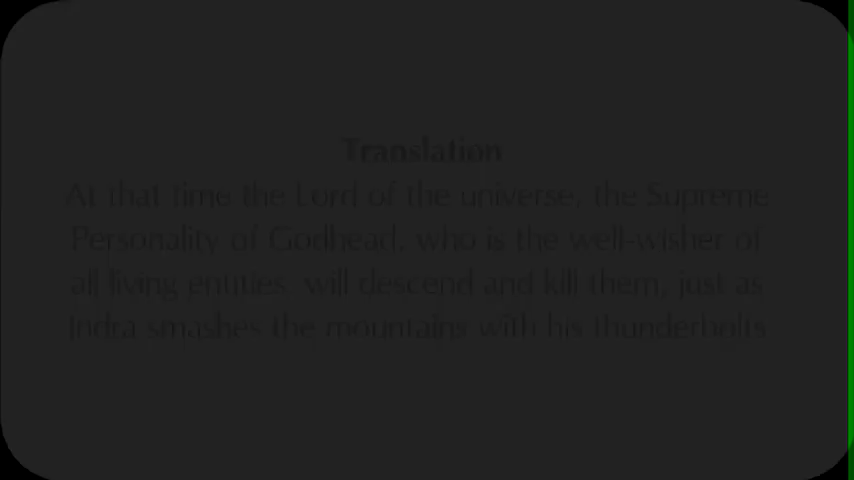 Translation
At that time the Lord of the universe, the Supreme
Personality of Godhead, who is the well-wisher of
all living entities, will descend and kill them, just as
Indra smashes the mountains with his thunderbolts